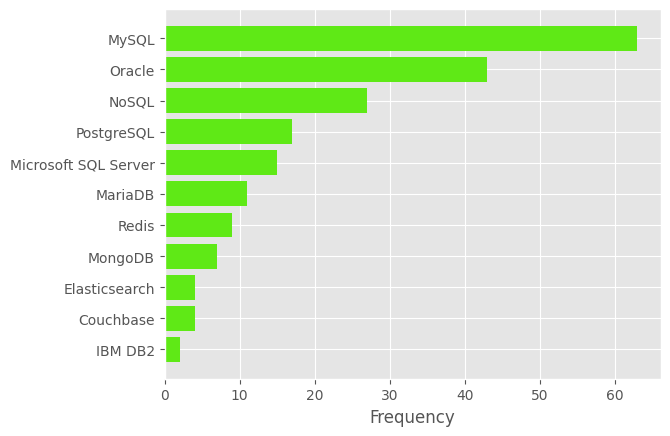 MySQL
Oracle
NoSQL
PostgreSQL
Microsoft SQL Server
MariaDB
Redis
MongoDB
Elasticsearch
Couchbase
IBM DB2
0 10 20 30 40 50 60
Frequency